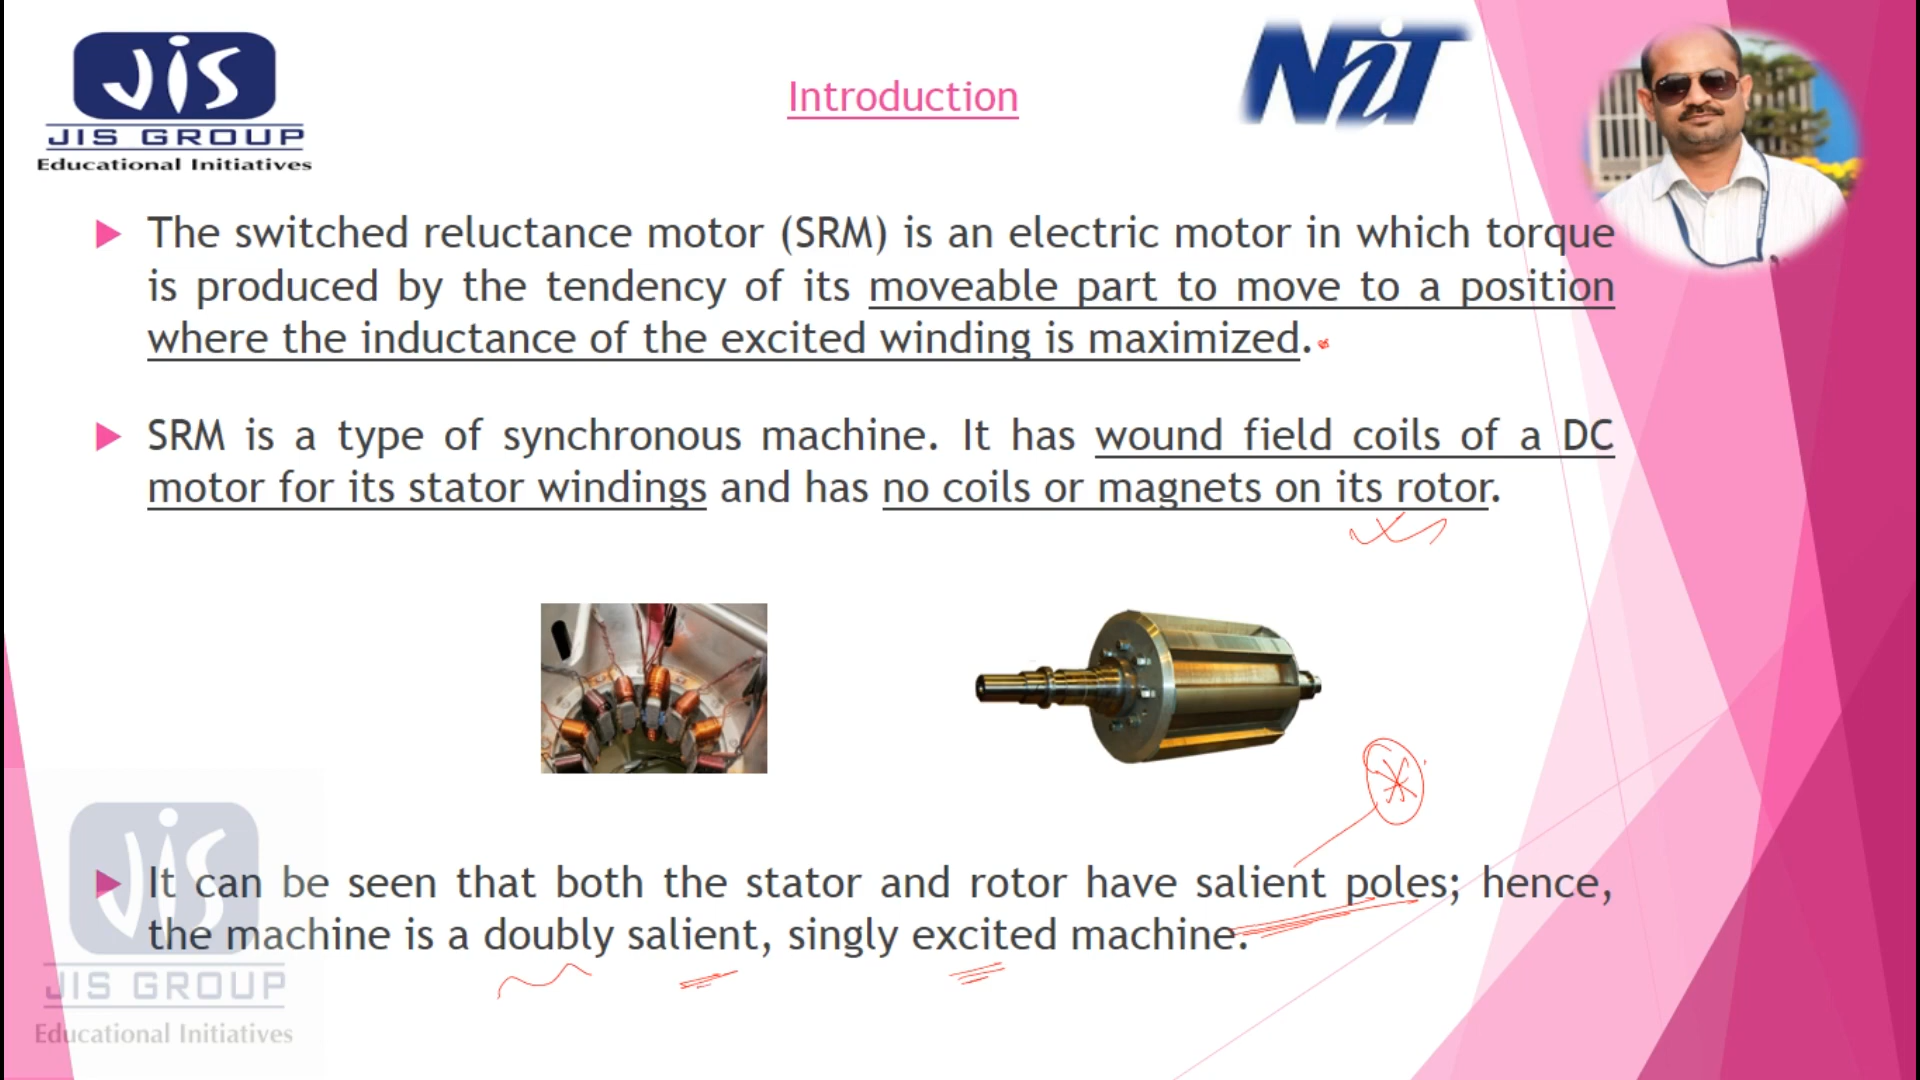 JIS
JIS GROUP
Educational Initiatives
Introduction
NiT
The switched reluctance motor (SRM) is an electric motor in which torque
is produced by the tendency of its moveable part to move to a position
where the inductance of the excited winding is maximized.
SRM is a type of synchronous machine. It has wound field coils of a DC
motor for its stator windings and has no coils or magnets on its rotor.
It can be seen that both the stator and rotor have salient poles; hence,
the machine is a doubly salient, singly excited machine.
JIS
JIS GROUP
Educational Initiatives